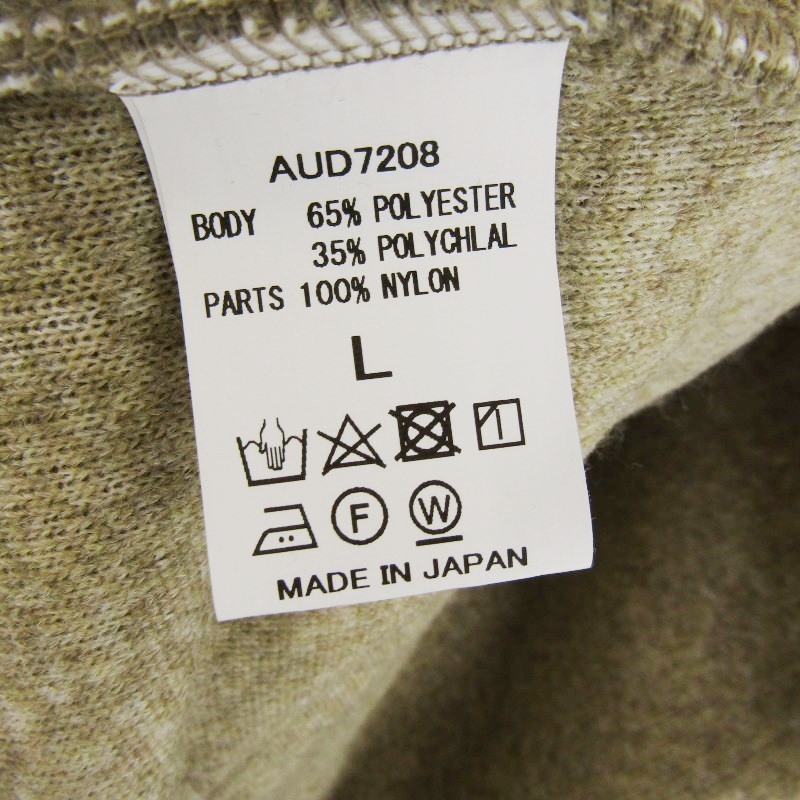 AUD7208
BODY 65% POLYESTER
35% POLYCHLAL
PARTS 100% NYLON
L
F W
MADE IN JAPAN